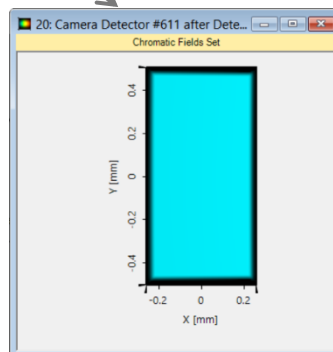 20: Camera Detector #611 after Dete...
Chromatic Fields Set
0.4
0.2
0
-0.2
-0.4
Y [mm]
-0.2 0 0.2
X [mm]